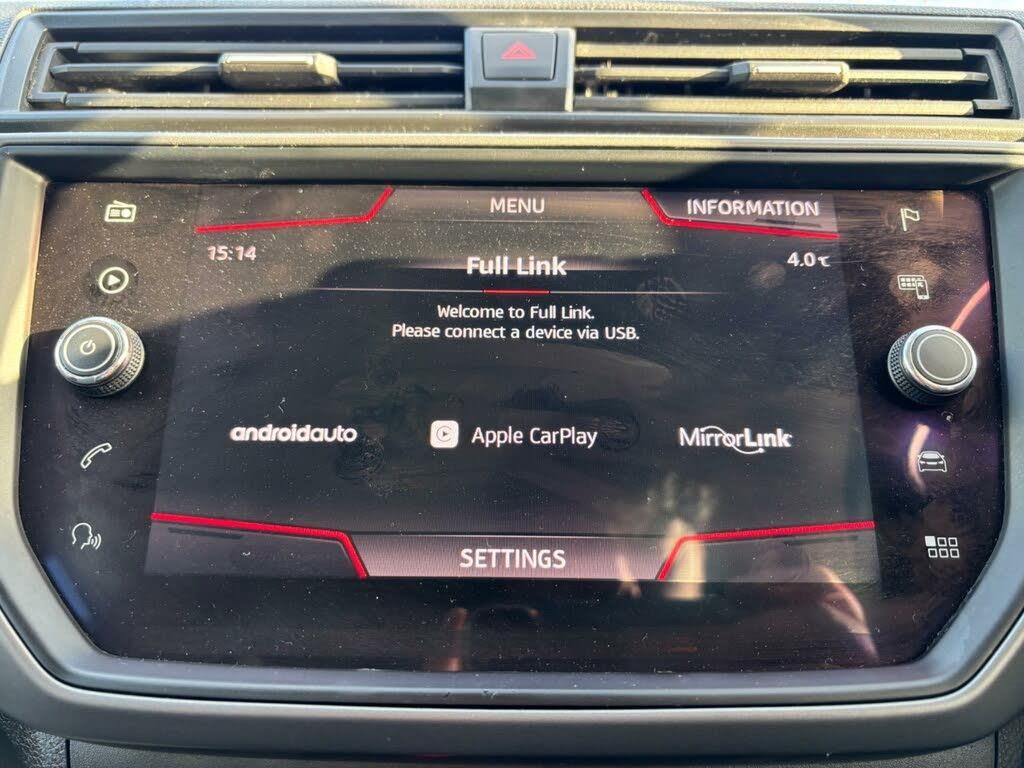 MENU
INFORMATION
15:14
4.0℃
Full Link
Welcome to Full Link.
Please connect a device via USB.
androidauto
Apple CarPlay
MirrorLink
SETTINGS